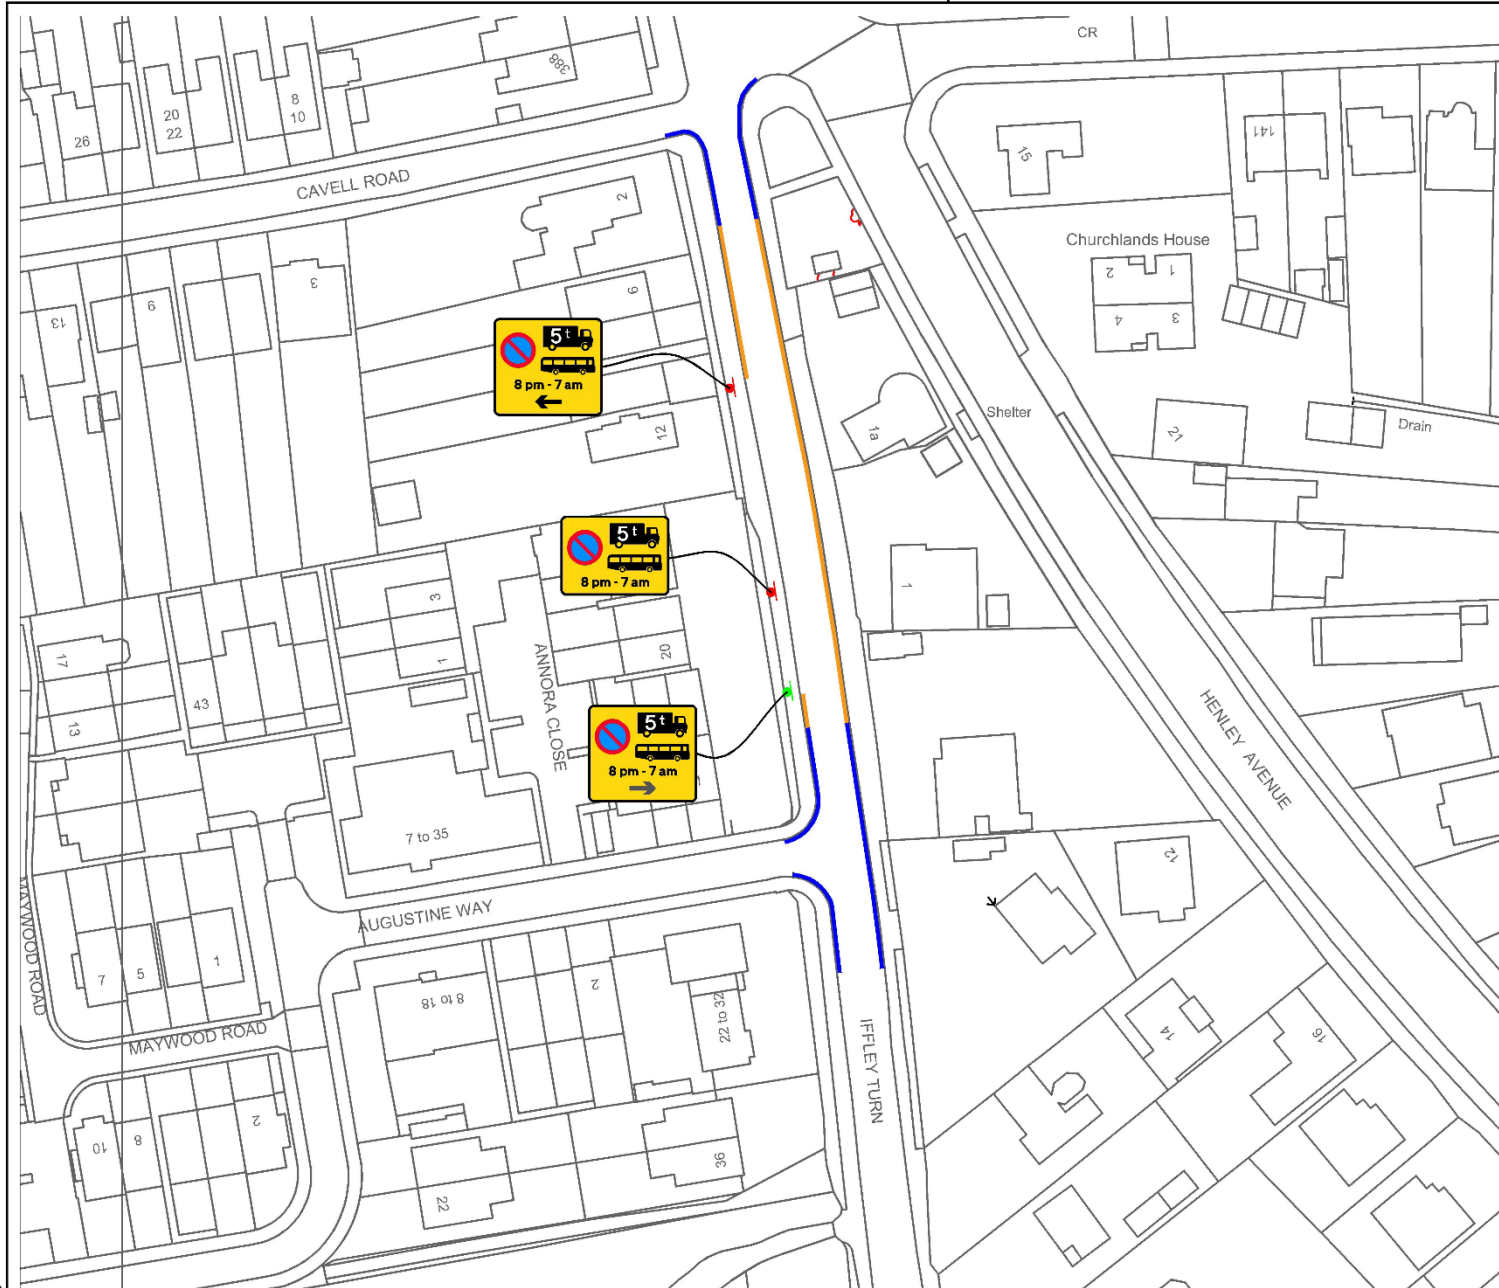 CR
388
8
10
20
22
26
141
15
CAVELL ROAD
2
Churchlands House
2
1
4
3
3
6
9
13
5t
8 pm - 7 am
Shelter
1a
12
21
Drain
5t
8 pm - 7 am
1
3
1
ANNORA CLOSE
20
17
13
43
HENLEY AVENUE
5t
8 pm - 7 am
7 to 35
12
AUGUSTINE WAY
MAYWOOD ROAD
7
5
1
8 to 18
2
22 to 32
IFFLEY TURN
14
16
MAYWOOD ROAD
10
8
2
22
36